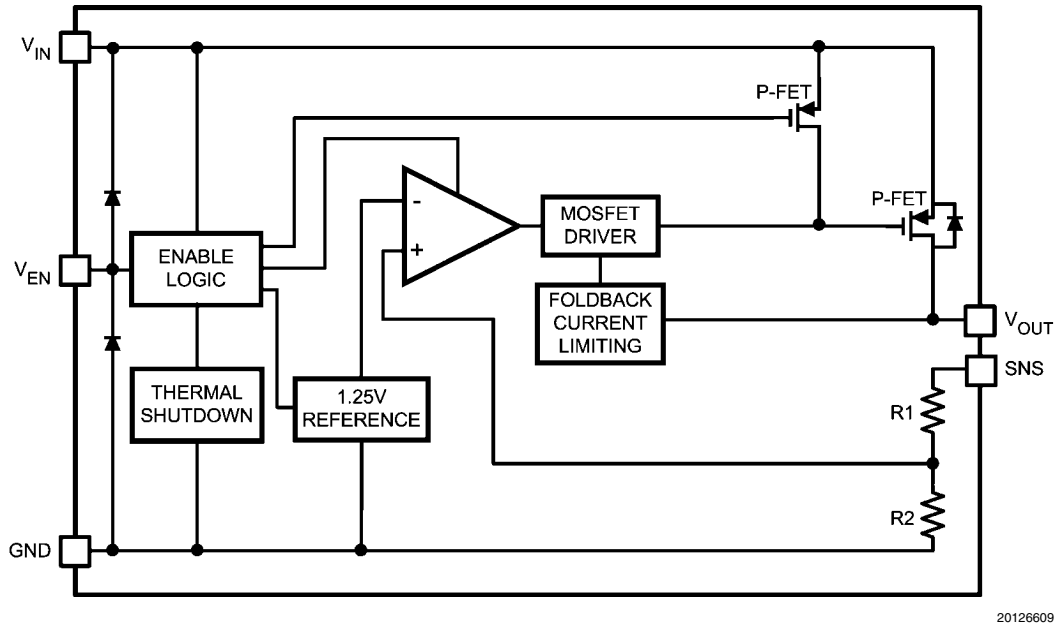 V_IN
P-FET
P-FET
-
MOSFET
DRIVER
+
ENABLE
LOGIC
V_EN
FOLDBACK
CURRENT
LIMITING
V_OUT
SNS
THERMAL
SHUTDOWN
1.25V
REFERENCE
R1
R2
GND
20126609